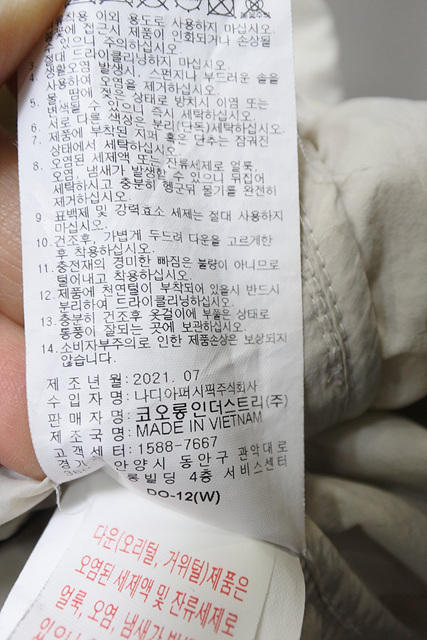 착용 이외 용도로 사용하지 마십시오.
불에 접근시 제품이 인화되거나 손상될
수 있으니 주의하십시오.
3. 절대 드라이클리닝하지 마십시오.
4. 생활오염 발생시, 스펀지나 부드러운 솔을
사용하여 오염을 제거하십시오.
5. 물, 땀에 젖은 상태로 방치시 이염 또는
변색될 수 있으니 즉시 세탁하십시오.
6. 서로 다른 색상은 분리(단독)세탁하십시오.
7. 제품에 부착된 지퍼 혹은 단추는 잠궈진
상태에서 세탁하십시오.
8. 오염된 세제액 또는 잔류세제로 얼룩,
오염, 냄새가 발생할 수 있으니 뒤집어
세탁하시고 충분히 헹군뒤 물기를 완전히
제거하십시오.
9. 표백제 및 강력효소 세제는 절대 사용하지
마십시오.
10. 건조후, 가볍게 두드려 다운을 고르게한
후 착용하십시오.
11. 충전재의 경미한 빠짐은 불량이 아니므로
털어내고 착용하십시오.
12. 제품에 천연털이 부착되어 있을시 반드시
분리하여 드라이클리닝하십시오.
13. 충분히 건조후 옷걸이에 부풀은 상태로
통풍이 잘되는 곳에 보관하십시오.
14. 소비자부주의로 인한 제품손상은 보상되지
않습니다.
제 조 년 월 : 2021. 07
수 입 자 명 : 나디아퍼시픽주식회사
판 매 자 명 : 코오롱인더스트리(주)
제 조 국 명 : MADE IN VIETNAM
고 객 센 터 : 1588-7667
경기 안양시 동안구 관악대로
롱빌딩 4층 서비스센터
DO-12(W)
다운(오리털, 거위털)제품은
오염된 세제액 및 잔류세제로
얼룩, 오염, 냄새가